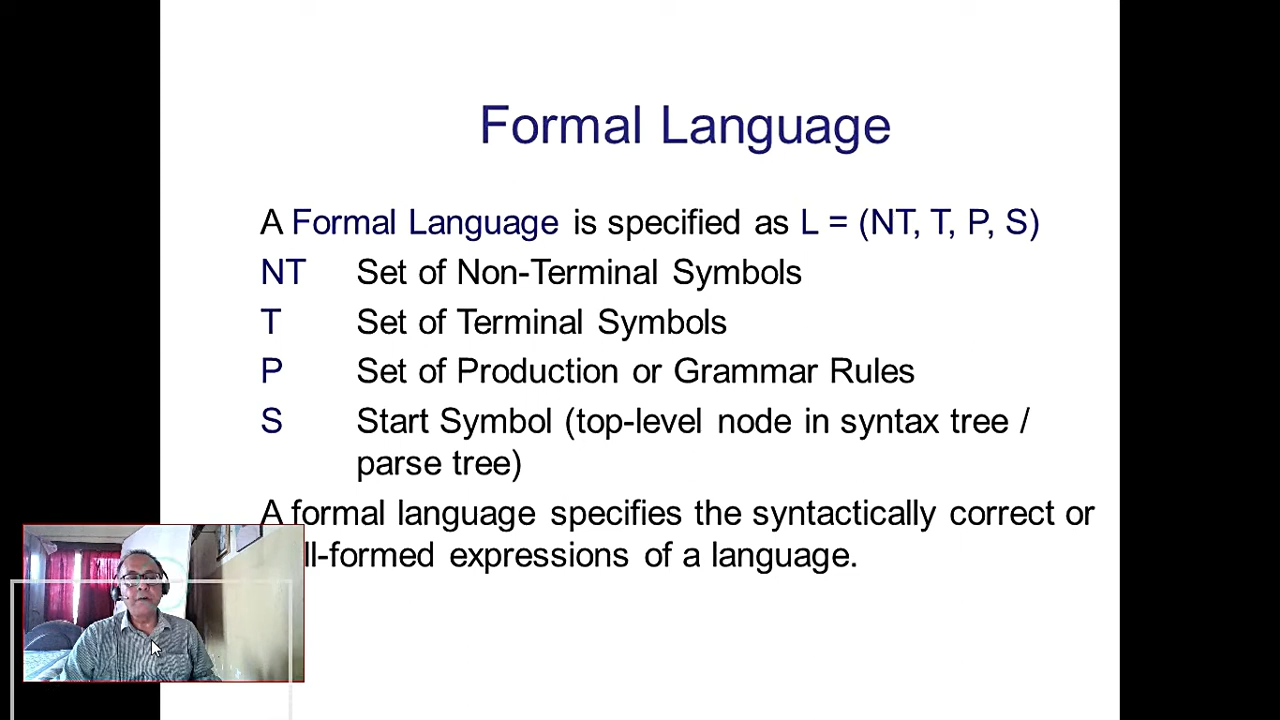 Formal Language
A Formal Language is specified as L = (NT, T, P, S)
NT Set of Non-Terminal Symbols
T Set of Terminal Symbols
P Set of Production or Grammar Rules
S Start Symbol (top-level node in syntax tree /
parse tree)
A formal language specifies the syntactically correct or
ll-formed expressions of a language.